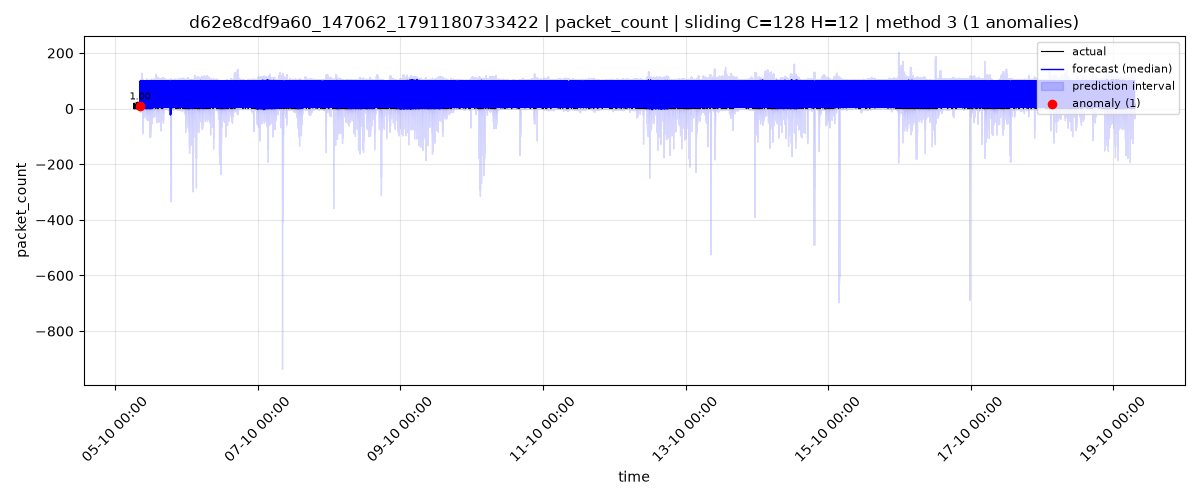 d62e8cdf9a60_147062_1791180733422 | packet_count | sliding C=128 H=12 | method 3 (1 anomalies)
actual
forecast (median)
prediction interval
anomaly (1)
200
0
−200
−400
−600
−800
packet_count
05-10 00:00
07-10 00:00
09-10 00:00
11-10 00:00
13-10 00:00
15-10 00:00
17-10 00:00
19-10 00:00
time